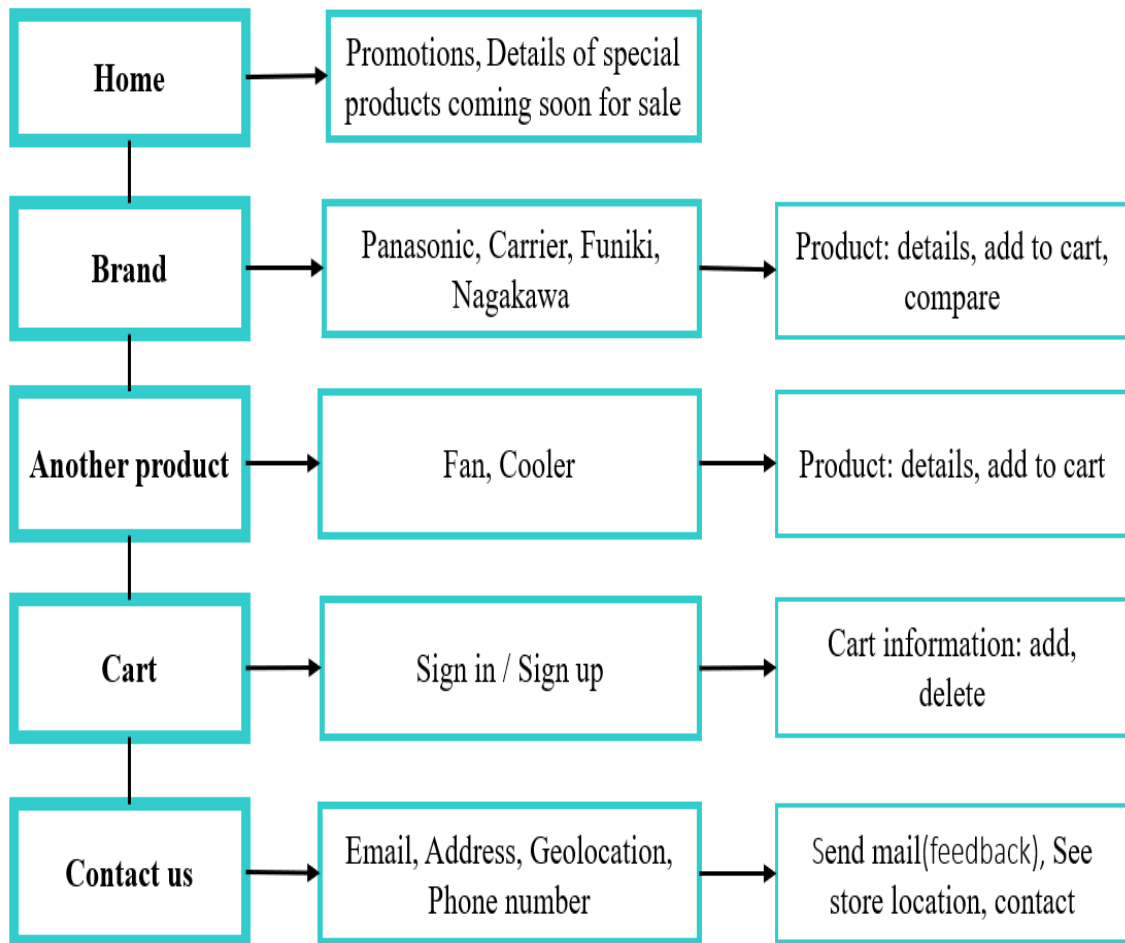 Home
Promotions, Details of special
products coming soon for sale
Brand
Panasonic, Carrier, Funiki,
Nagakawa
Product: details, add to cart,
compare
Another product
Fan, Cooler
Product: details, add to cart
Cart
Sign in / Sign up
Cart information: add,
delete
Contact us
Email, Address, Geolocation,
Phone number
Send mail(feedback), See
store location, contact